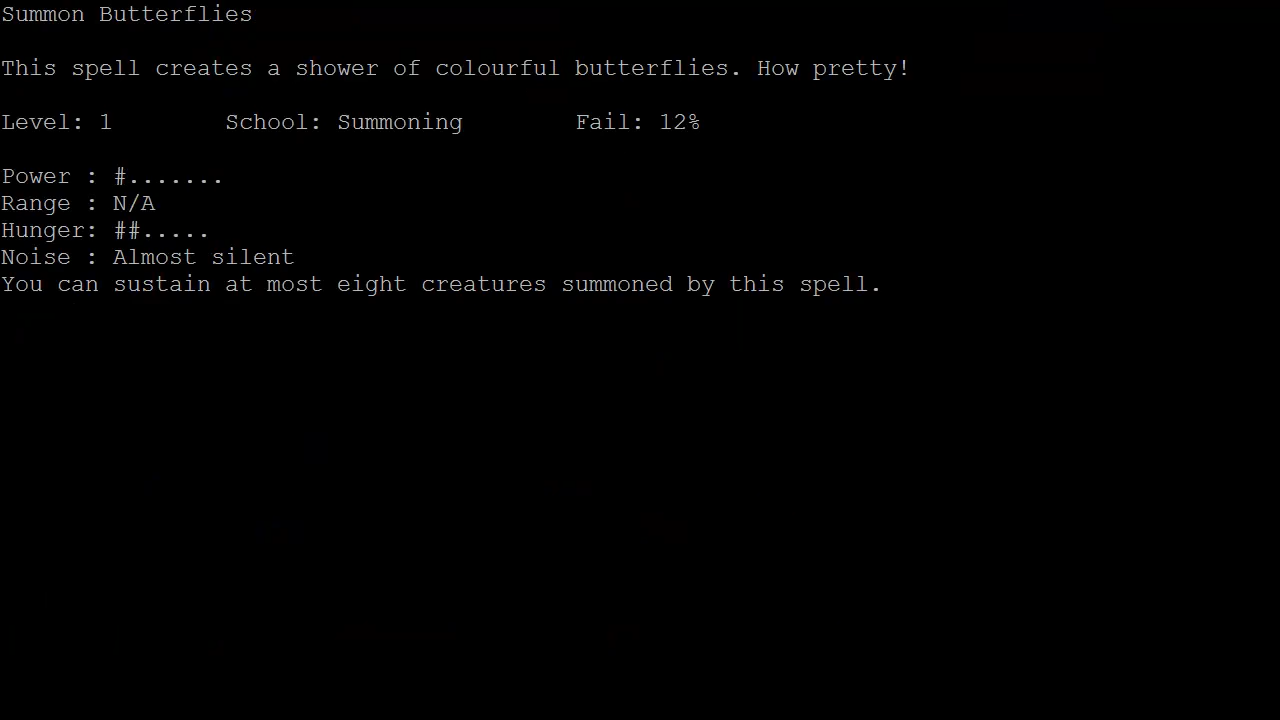 Summon Butterflies
This spell creates a shower of colourful butterflies. How pretty!
Level: 1        School: Summoning        Fail: 12%
Power : #.......
Range : N/A
Hunger: ##.....
Noise : Almost silent
You can sustain at most eight creatures summoned by this spell.